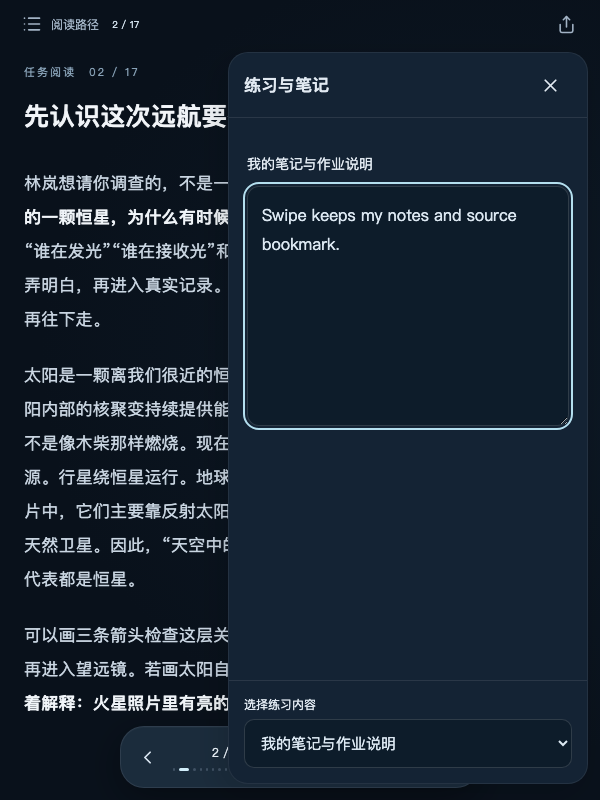 阅读路径 2 / 17
任务阅读 02 / 17
先认识这次远航要
林岚想请你调查的，不是一
的一颗恒星，为什么有时候
“谁在发光”“谁在接收光”和
弄明白，再进入真实记录。
再往下走。
太阳是一颗离我们很近的恒
阳内部的核聚变持续提供能
不是像木柴那样燃烧。现在
源。行星绕恒星运行。地球
片中，它们主要靠反射太阳
天然卫星。因此，“天空中的
代表都是恒星。
可以画三条箭头检查这层关
再进入望远镜。若画太阳自
着解释：火星照片里有亮的
2 /
练习与笔记
我的笔记与作业说明
Swipe keeps my notes and source
bookmark.
选择练习内容
我的笔记与作业说明